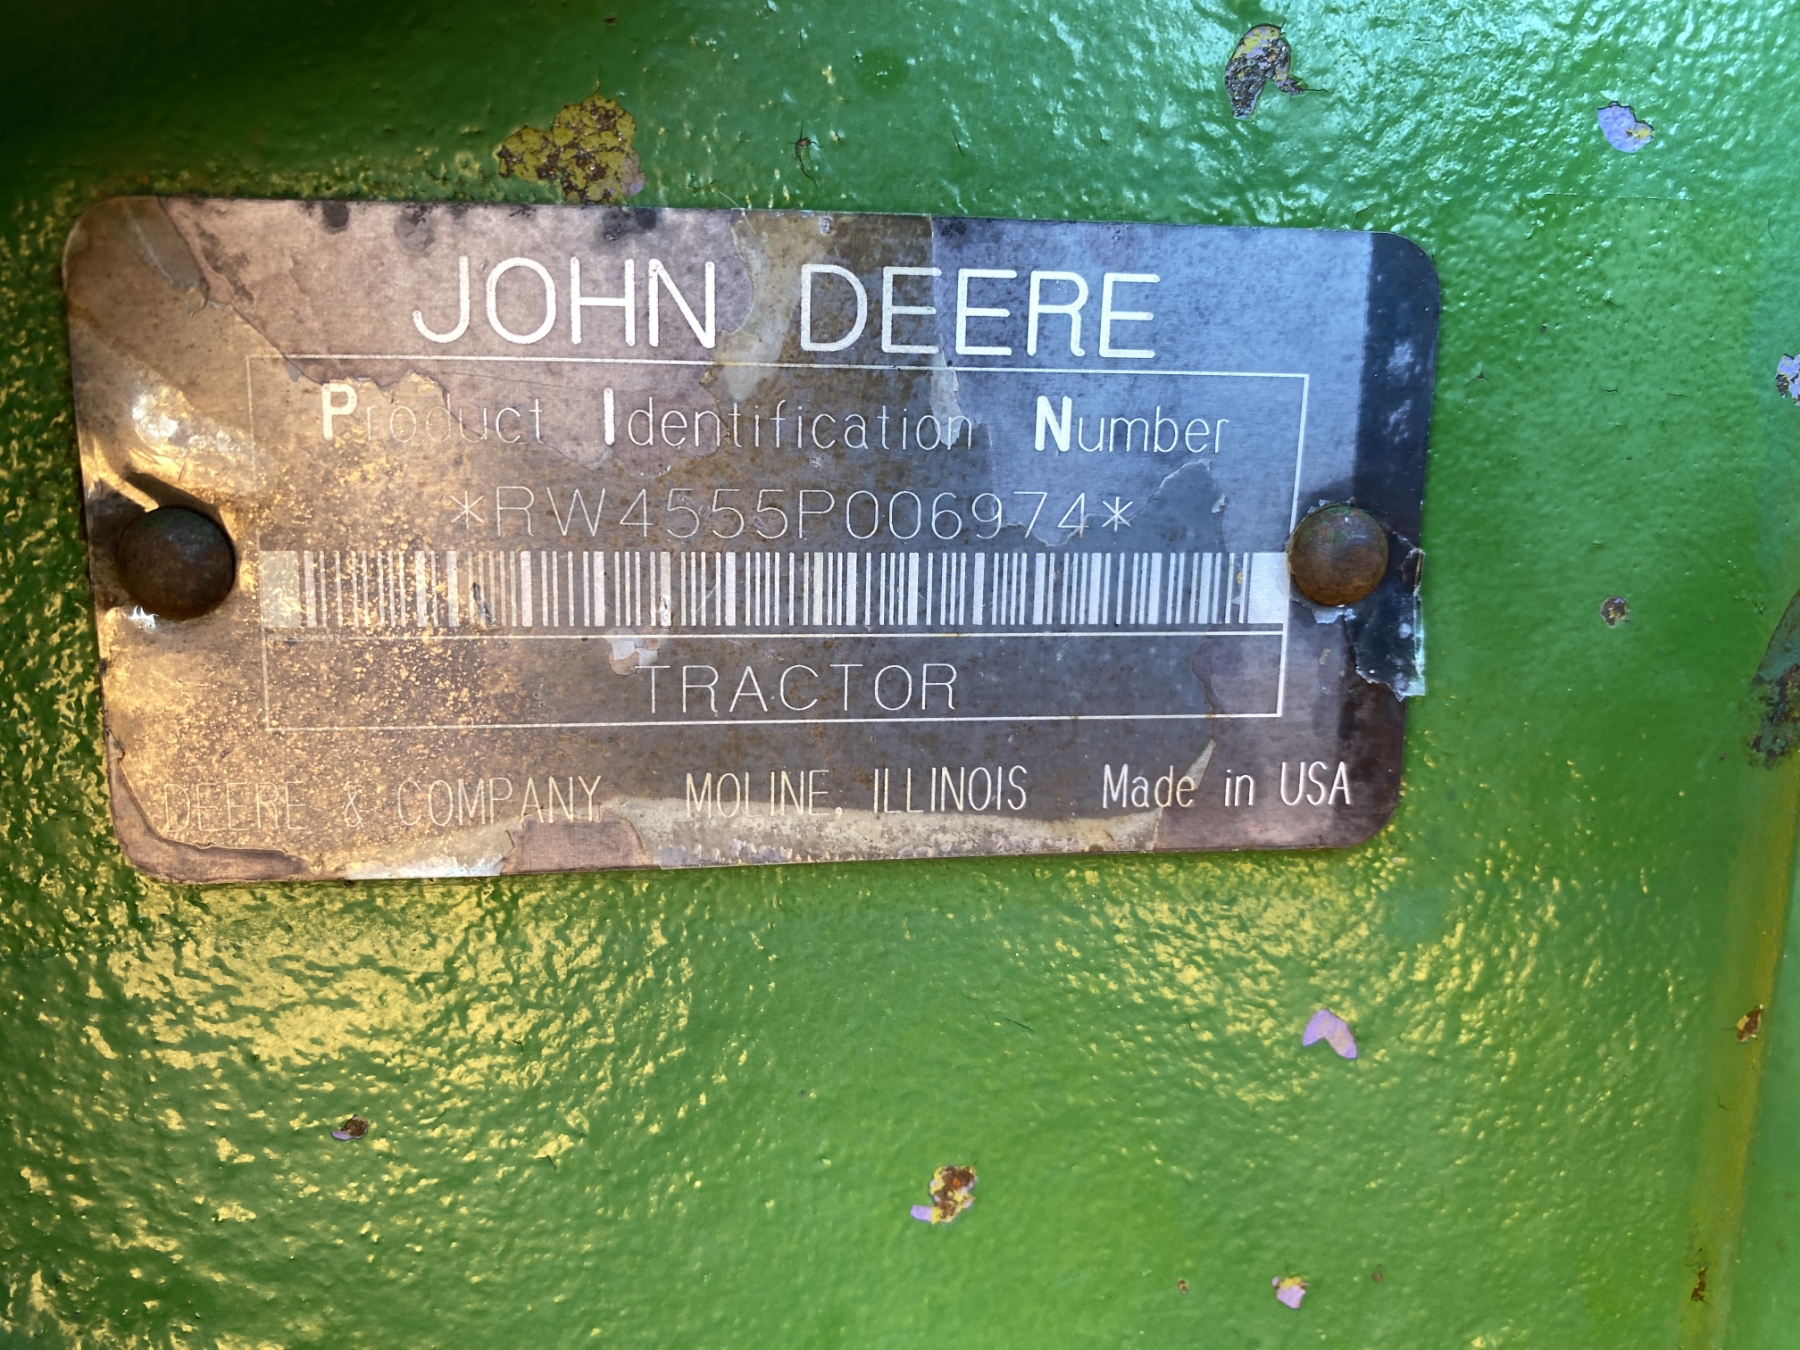 JOHN DEERE
Product Identification Number
*RW4555P006974*
TRACTOR
DEERE & COMPANY, MOLINE, ILLINOIS Made in USA